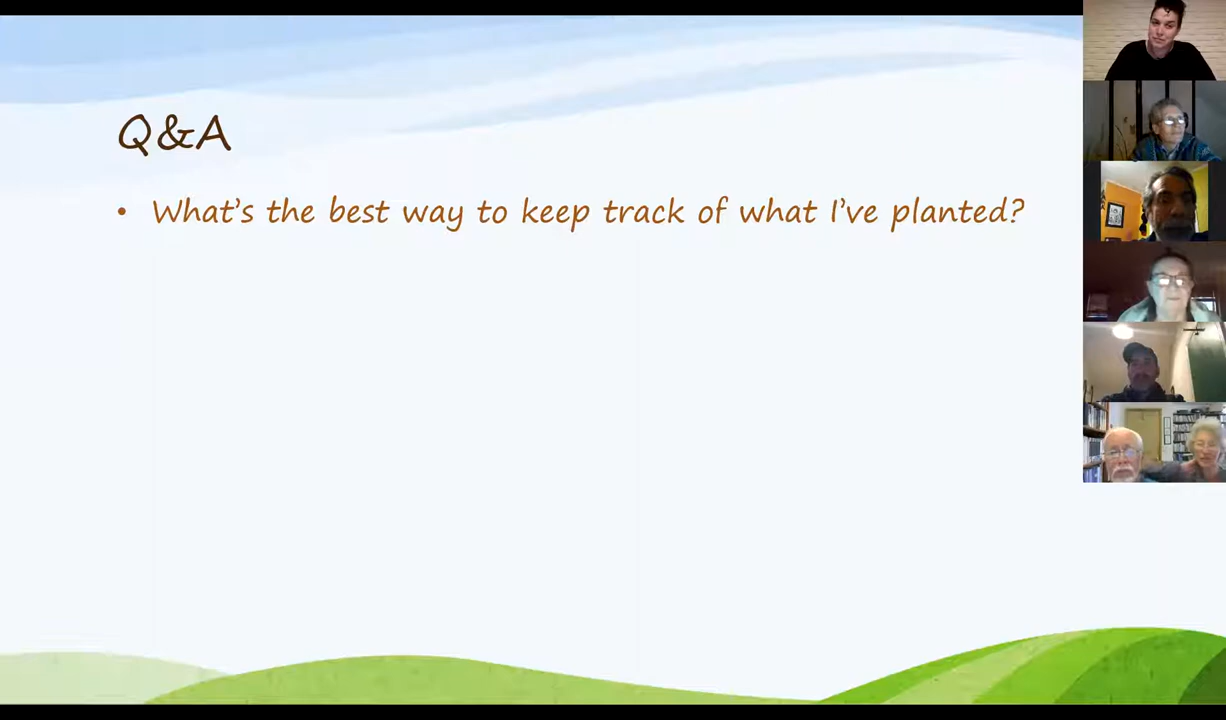 Q&A
• What's the best way to keep track of what I've planted?